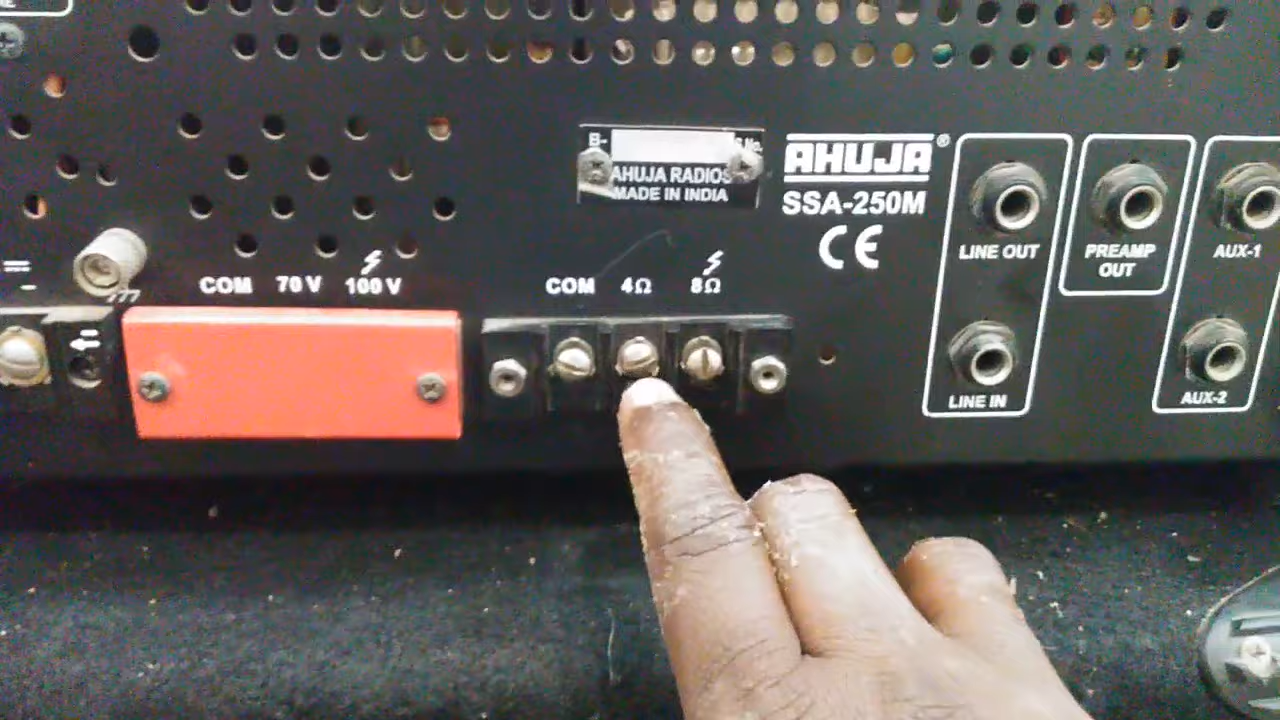 B-
S.No.
AHUJA RADIOS
MADE IN INDIA
AHUJA®
SSA-250M
CE
LINE OUT
PREAMP
OUT
AUX-1
COM 70 V 100 V
COM 4Ω 8Ω
LINE IN
AUX-2